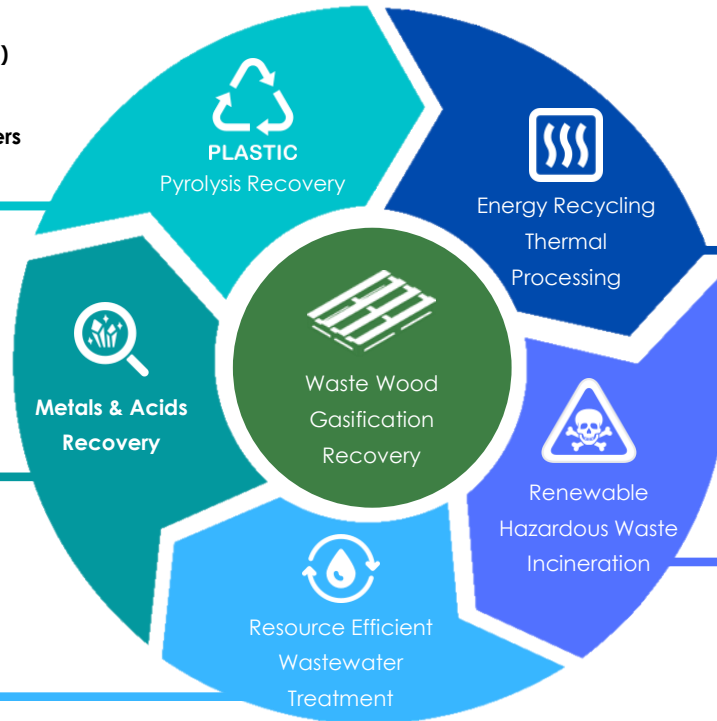 )
ers
PLASTIC
Pyrolysis Recovery
Energy Recycling
Thermal
Processing
Waste Wood
Gasification
Recovery
Metals & Acids
Recovery
Renewable
Hazardous Waste
Incineration
Resource Efficient
Wastewater
Treatment